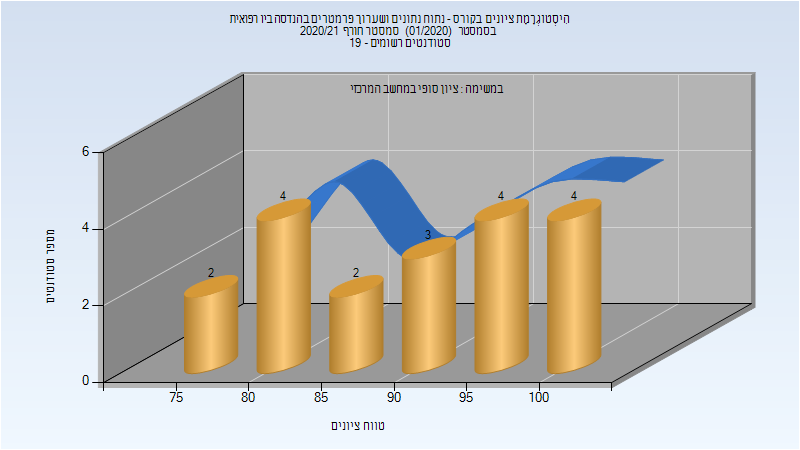 הִיסְטוֹגְרַמַת ציונים בקורס - נתוח נתונים ושערוך פרמטרים בהנדסה ביו רפואית
בסמסטר (01/2020) סמסטר חורף 2020/21
סטודנטים רשומים - 19
במשימה : ציון סופי במחשב המרכזי
מספר סטודנטים
6
4
2
0
2
4
2
3
4
4
75
80
85
90
95
100
טווח ציונים